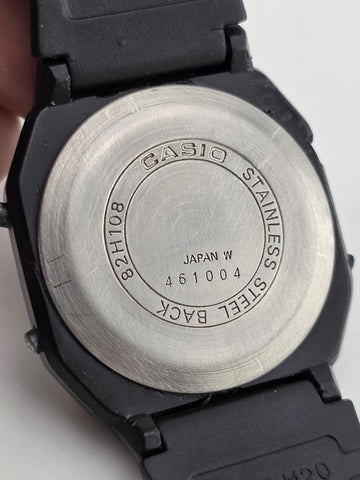 CASIO
STAINLESS STEEL BACK
82H108
JAPAN W
461004